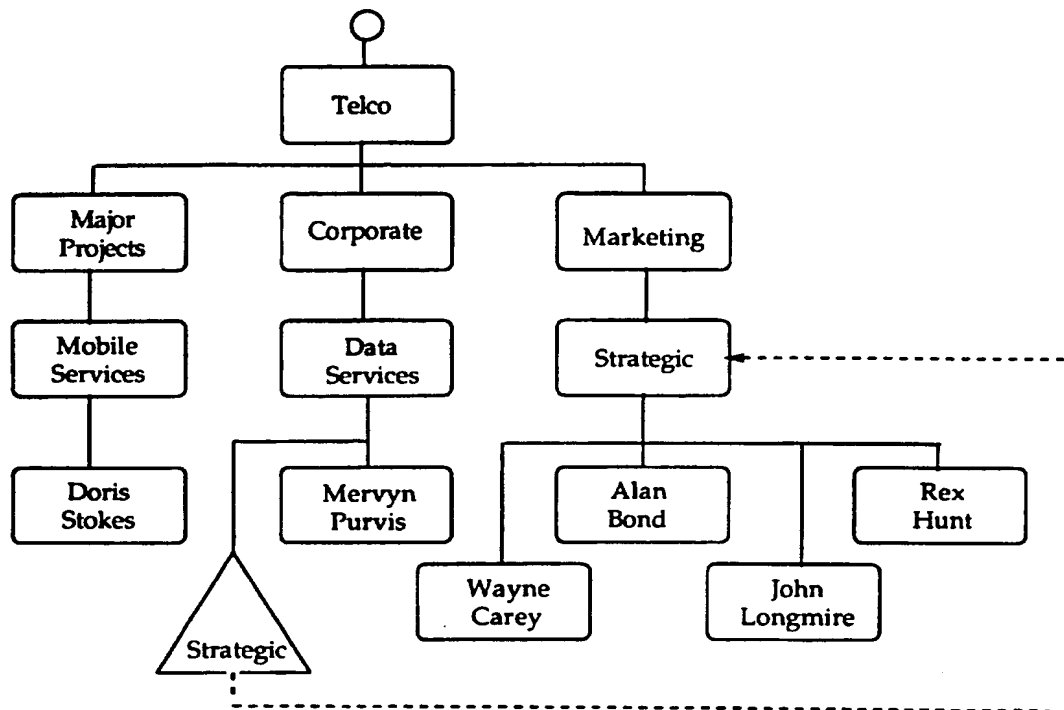 Telco
Major
Projects
Corporate
Marketing
Mobile
Services
Data
Services
Strategic
Doris
Stokes
Mervyn
Purvis
Alan
Bond
Rex
Hunt
Wayne
Carey
John
Longmire
Strategic